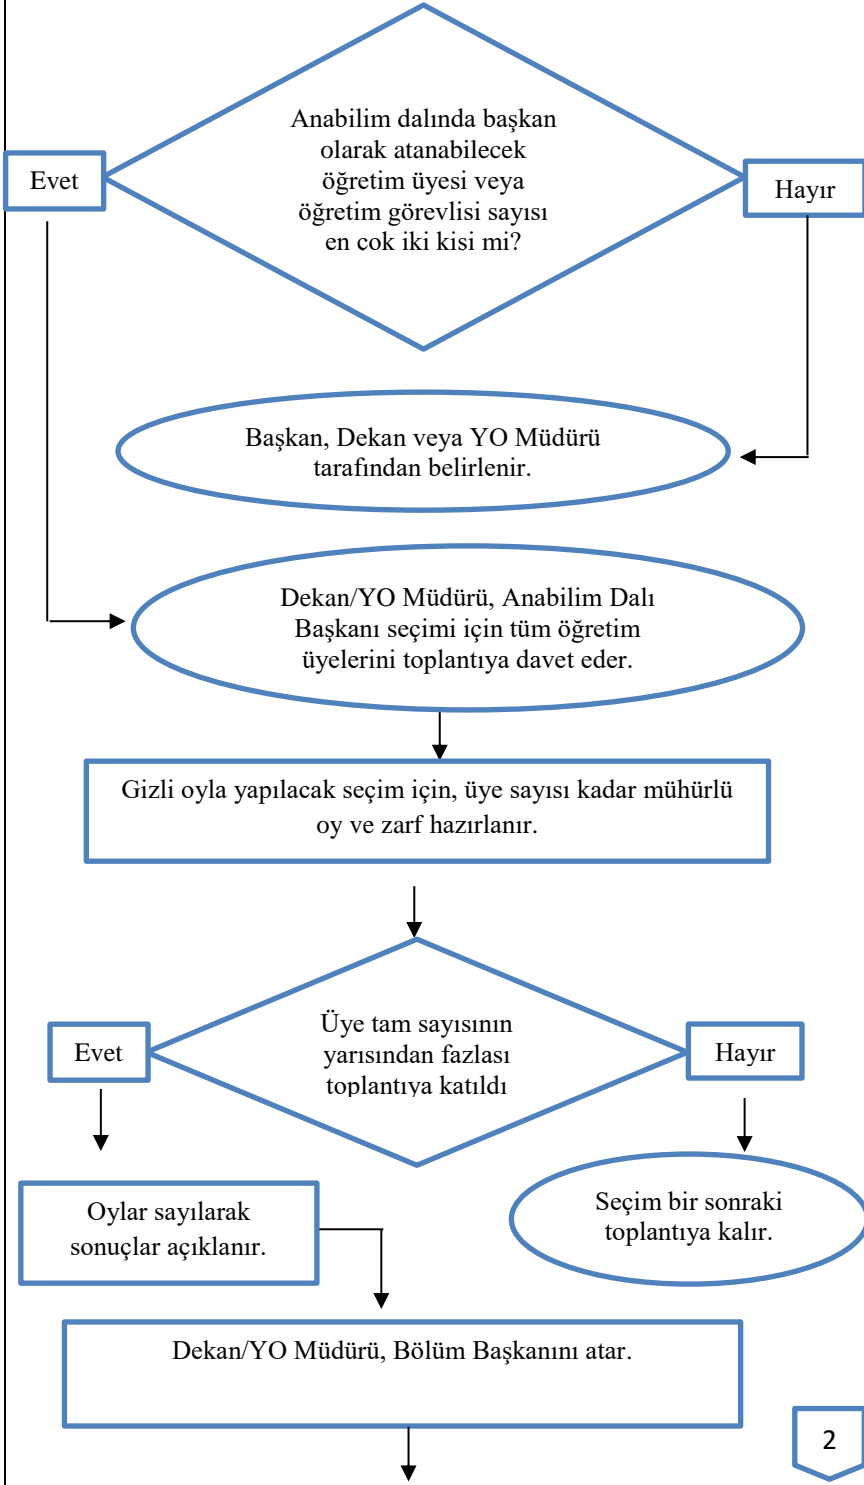 Anabilim dalında başkan
olarak atanabilecek
öğretim üyesi veya
öğretim görevlisi sayısı
en cok iki kisi mi?
Evet
Hayır
Başkan, Dekan veya YO Müdürü
tarafından belirlenir.
Dekan/YO Müdürü, Anabilim Dalı
Başkanı seçimi için tüm öğretim
üyelerini toplantıya davet eder.
Gizli oyla yapılacak seçim için, üye sayısı kadar mühürlü
oy ve zarf hazırlanır.
Üye tam sayısının
yarısından fazlası
toplantıya katıldı
Evet
Hayır
Oylar sayılarak
sonuçlar açıklanır.
Seçim bir sonraki
toplantıya kalır.
Dekan/YO Müdürü, Bölüm Başkanını atar.
2